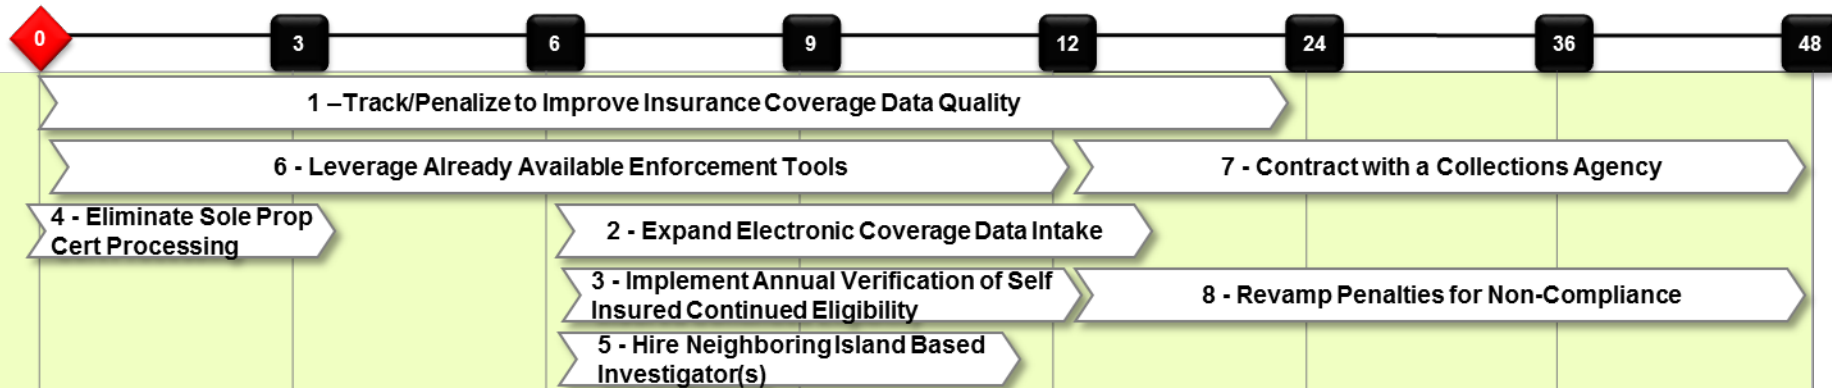 0 3 6 9 12 24 36 48
1 –Track/Penalize to Improve Insurance Coverage Data Quality
6 - Leverage Already Available Enforcement Tools
7 - Contract with a Collections Agency
4 - Eliminate Sole Prop
Cert Processing
2 - Expand Electronic Coverage Data Intake
3 - Implement Annual Verification of Self
Insured Continued Eligibility
8 - Revamp Penalties for Non-Compliance
5 - Hire Neighboring Island Based
Investigator(s)